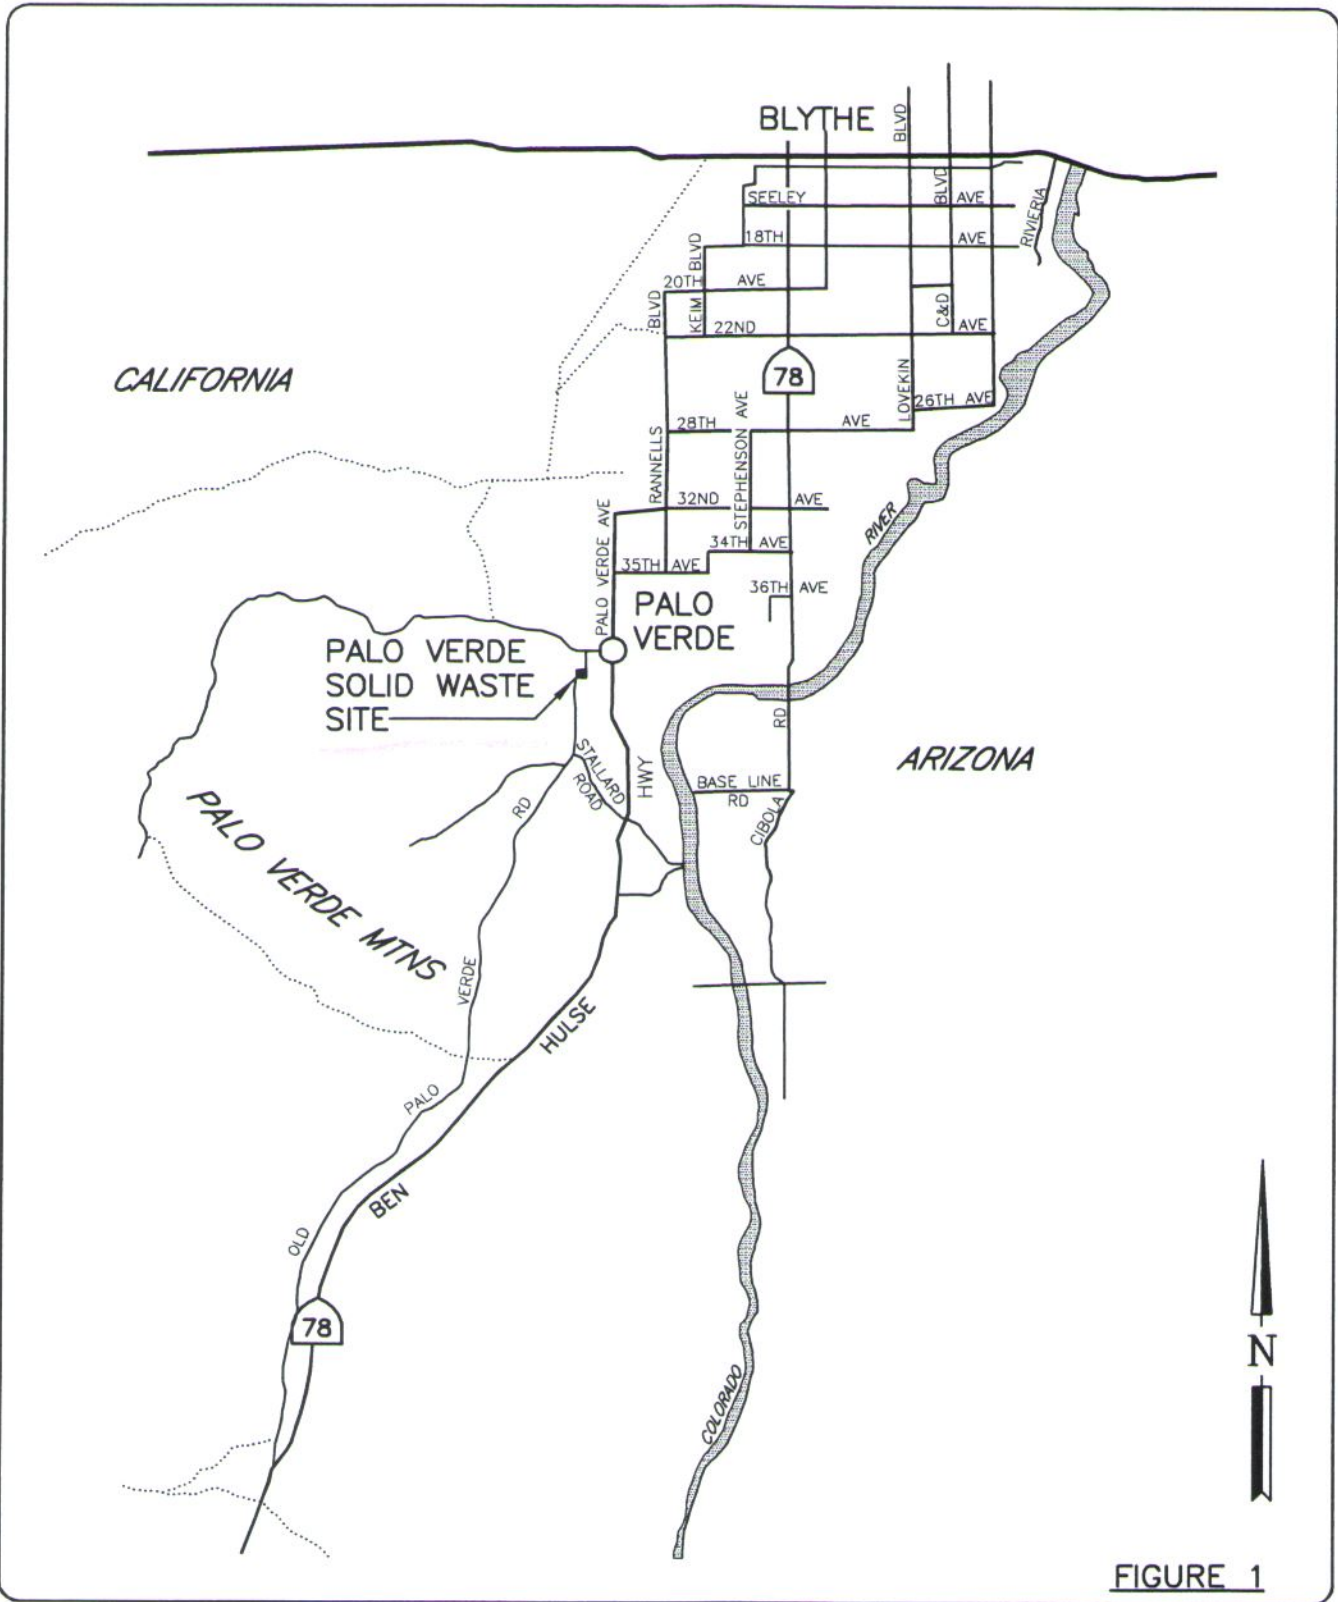 BLYTHE
BLVD
BLVD
SEELEY AVE
RIVIERIA
18TH AVE
BLVD
20TH AVE
BLVD
KEIM
22ND AVE
C&D
CALIFORNIA
78
LOVEKIN
26TH AVE
28TH AVE
STEPHENSON AVE
RANNELLS
32ND AVE
PALO VERDE AVE
RIVER
34TH AVE
35TH AVE
36TH AVE
PALO
VERDE
PALO VERDE
SOLID WASTE
SITE
RD
ARIZONA
STALLARD
ROAD
HWY
BASE LINE
RD
CIBOLA
RD
PALO VERDE MTNS
VERDE
HULSE
PALO
BEN
OLD
78
COLORADO
N
FIGURE 1